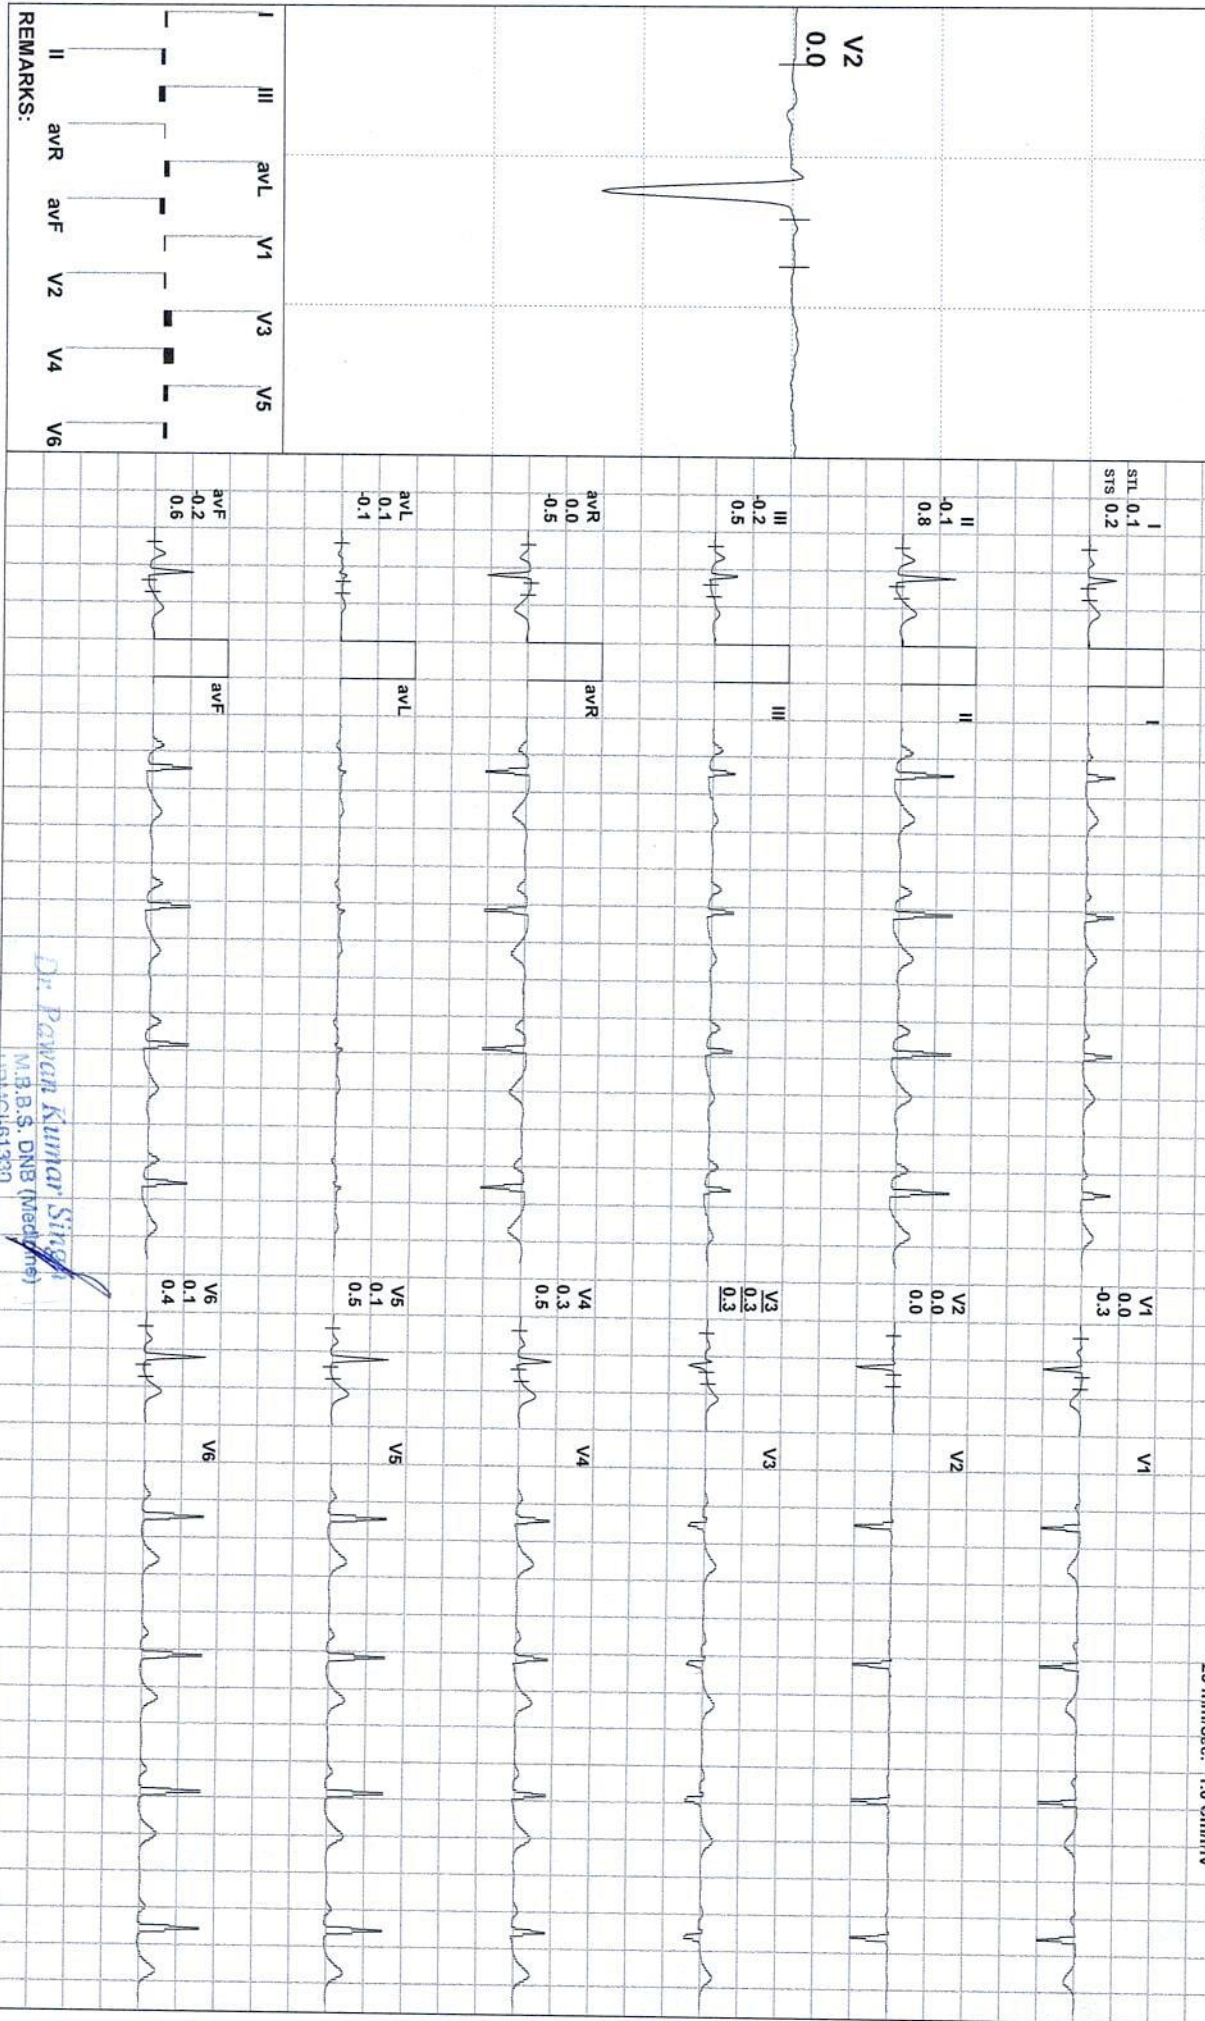 V2
0.0
I
III
avL
V1
V3
V5
II
avR
avF
V2
V4
V6
REMARKS:
I
STL 0.1
STS 0.2
I
V1
0.0
-0.3
V1
II
-0.1
0.8
II
V2
0.0
0.0
V2
III
-0.2
0.5
III
V3
0.3
0.3
V3
avR
0.0
-0.5
avR
V4
0.3
0.5
V4
avL
0.1
-0.1
avL
V5
0.1
0.5
V5
avF
-0.2
0.6
avF
V6
0.1
0.4
V6
Dr. Pawan Kumar Singh
M.B.B.S. DNB (Medicine)